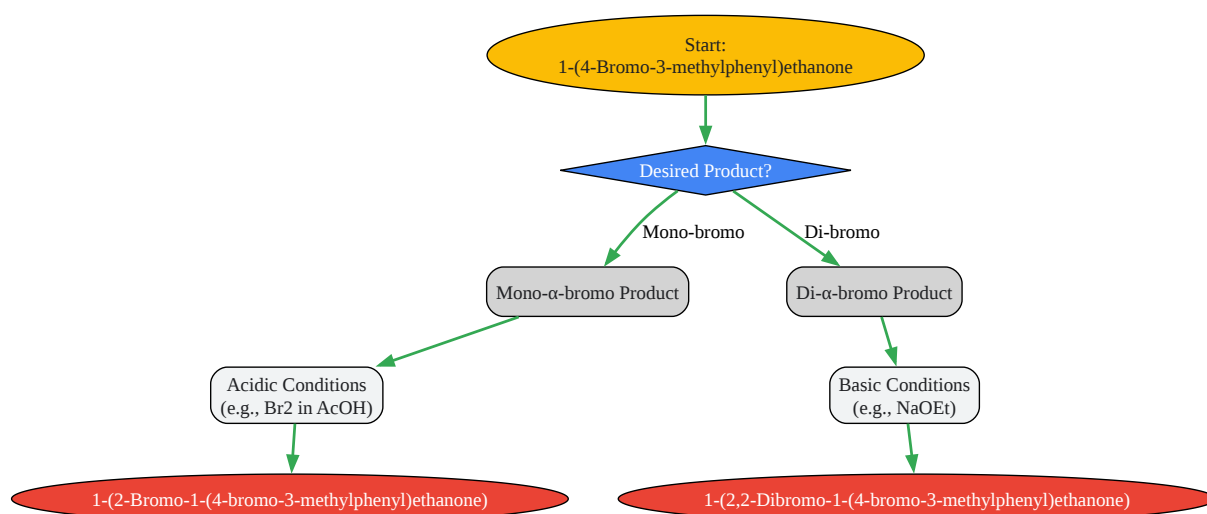 Start:
1-(4-Bromo-3-methylphenyl)ethanone
Desired Product?
Mono-bromo
Di-bromo
Mono-α-bromo Product
Di-α-bromo Product
Acidic Conditions
(e.g., Br2 in AcOH)
Basic Conditions
(e.g., NaOEt)
1-(2-Bromo-1-(4-bromo-3-methylphenyl)ethanone)
1-(2,2-Dibromo-1-(4-bromo-3-methylphenyl)ethanone)